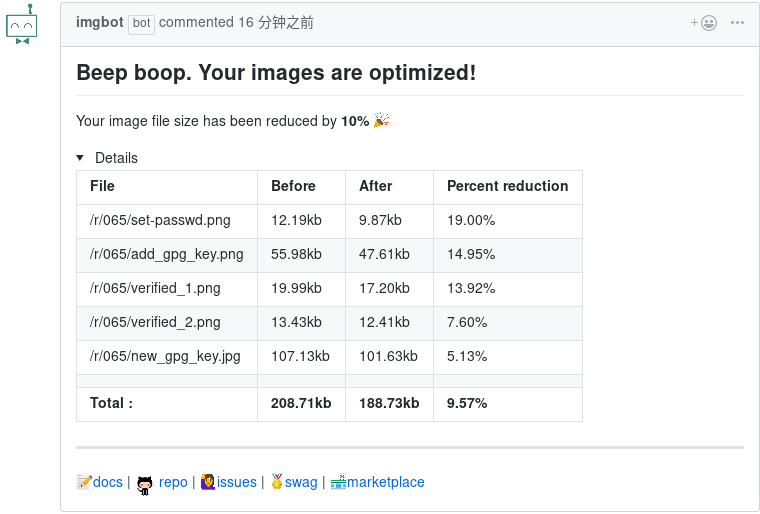 imgbot bot commented 16 分钟之前
Beep boop. Your images are optimized!
Your image file size has been reduced by 10% 🎉
▼ Details
File Before After Percent reduction
/r/065/set-passwd.png 12.19kb 9.87kb 19.00%
/r/065/add_gpg_key.png 55.98kb 47.61kb 14.95%
/r/065/verified_1.png 19.99kb 17.20kb 13.92%
/r/065/verified_2.png 13.43kb 12.41kb 7.60%
/r/065/new_gpg_key.jpg 107.13kb 101.63kb 5.13%
Total : 208.71kb 188.73kb 9.57%
docs | repo | issues | swag | marketplace